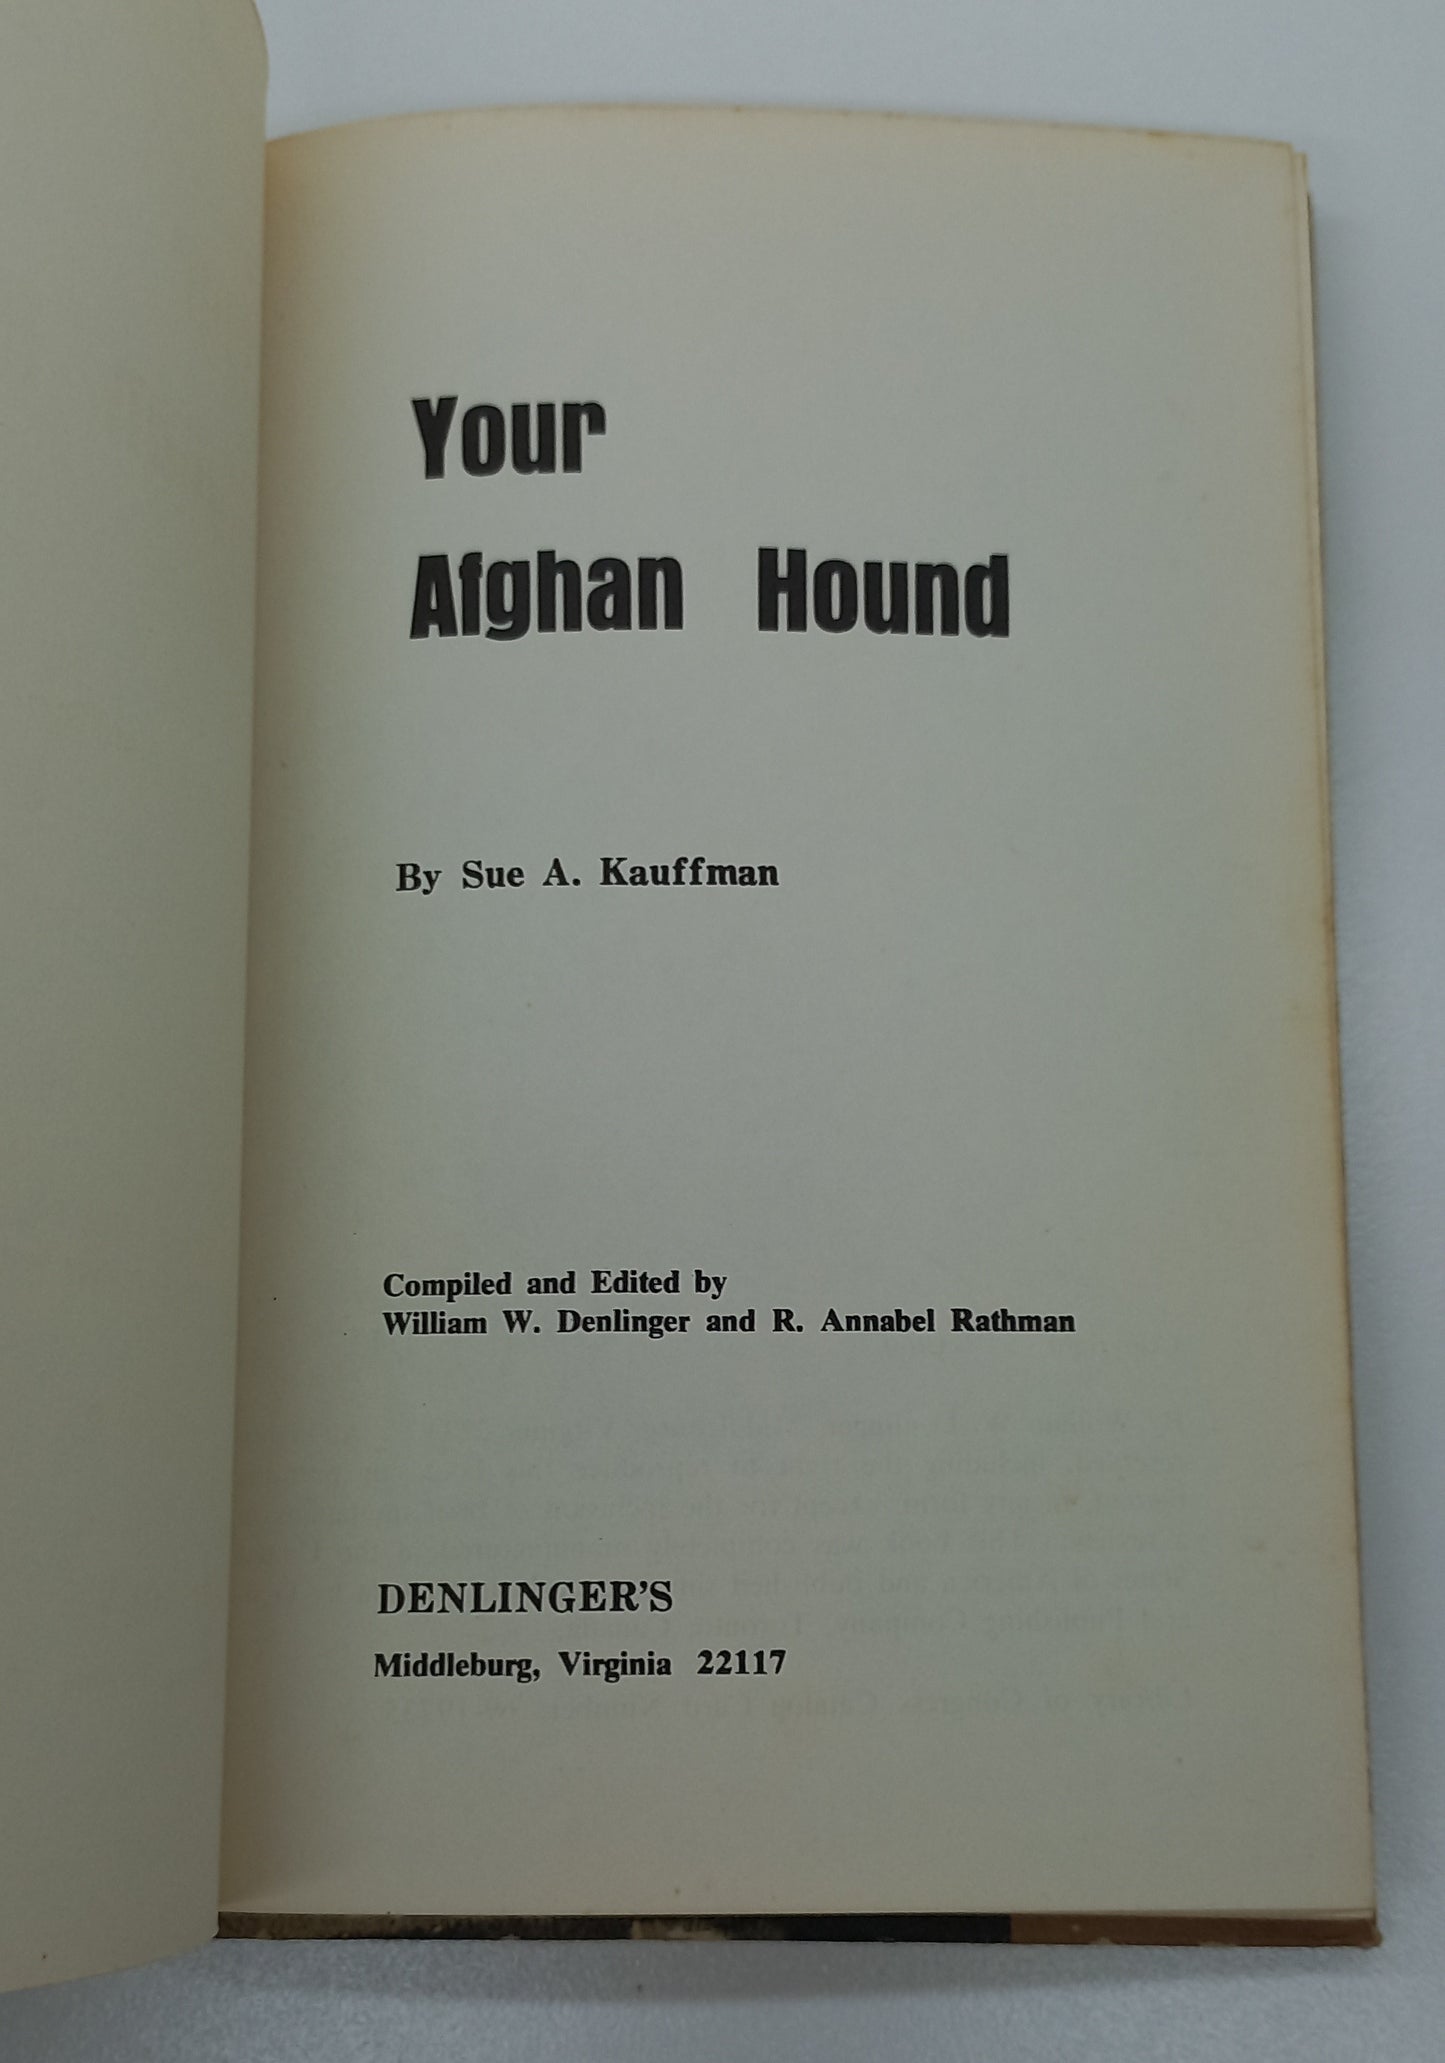 Your
Afghan Hound
By Sue A. Kauffman
Compiled and Edited by
William W. Denlinger and R. Annabel Rathman
DENLINGER'S
Middleburg, Virginia 22117